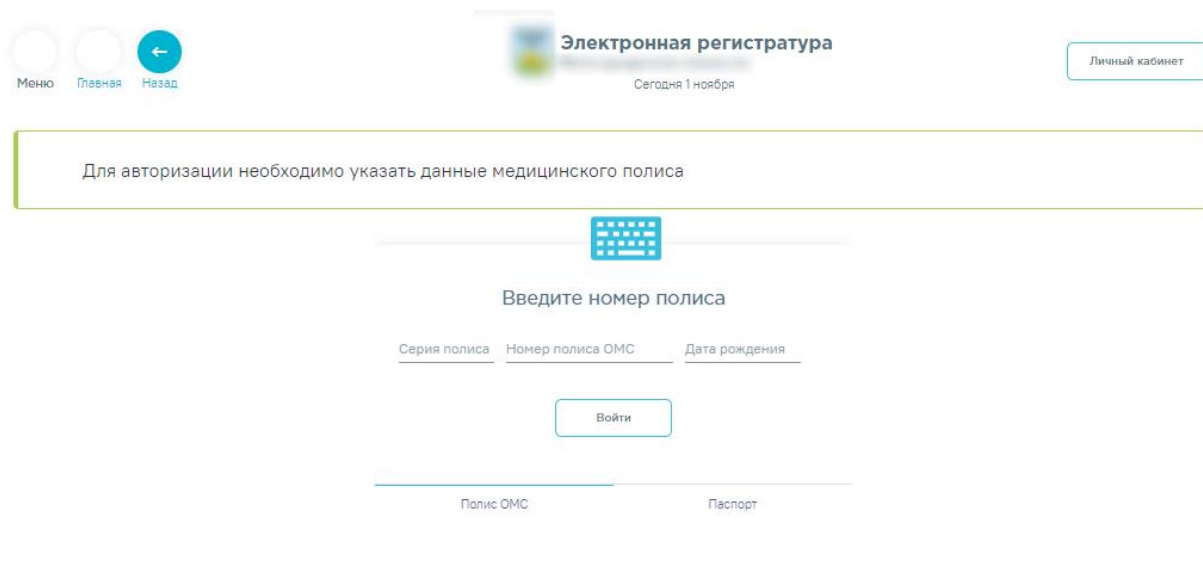 Электронная регистратура
Сегодня 1 ноября
Меню
Главная
Назад
Личный кабинет
Для авторизации необходимо указать данные медицинского полиса
Введите номер полиса
Серия полиса Номер полиса ОМС Дата рождения
Войти
Полис ОМС Паспорт